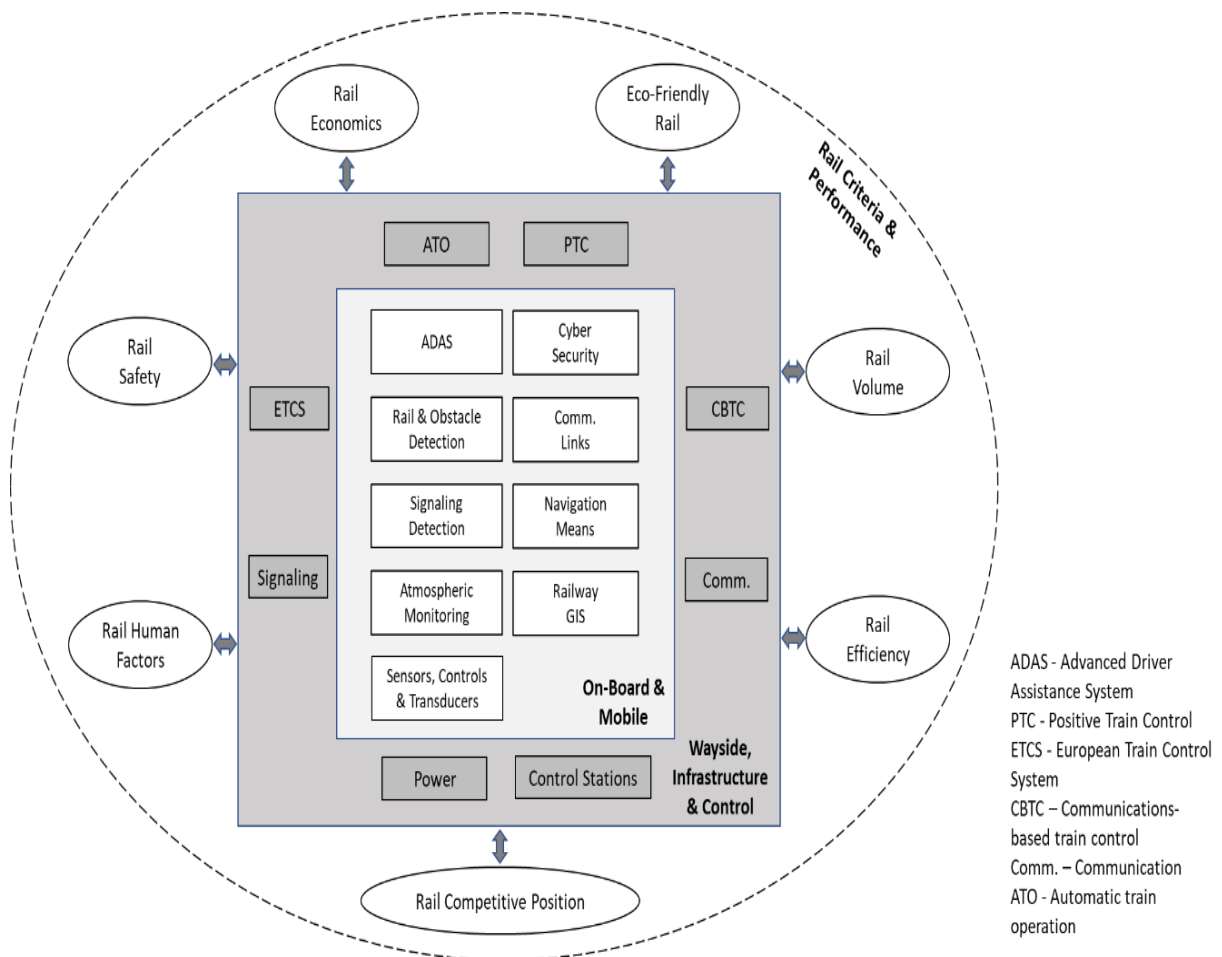 Rail
Economics
Eco-Friendly
Rail
Rail Criteria &
Performance
ATO
PTC
ADAS
Cyber
Security
Rail
Safety
Rail
Volume
ETCS
CBTC
Rail & Obstacle
Detection
Comm.
Links
Signaling
Detection
Navigation
Means
Signaling
Comm.
Atmospheric
Monitoring
Railway
GIS
Rail Human
Factors
Rail
Efficiency
Sensors, Controls
& Transducers
On-Board &
Mobile
Power
Control Stations
Wayside,
Infrastructure
& Control
Rail Competitive Position
ADAS - Advanced Driver
Assistance System
PTC - Positive Train Control
ETCS - European Train Control
System
CBTC – Communications-
based train control
Comm. – Communication
ATO - Automatic train
operation